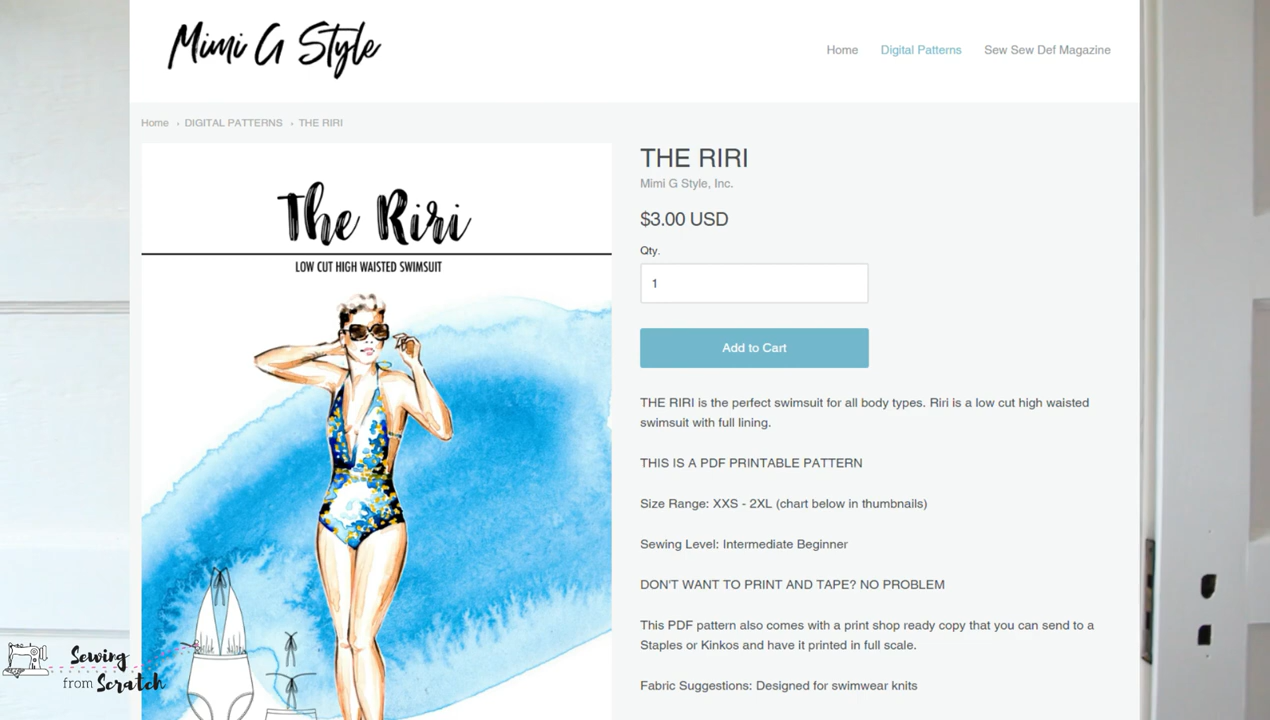 Mimi G Style
Home Digital Patterns Sew Sew Def Magazine
Home › DIGITAL PATTERNS › THE RIRI
The Riri
LOW CUT HIGH WAISTED SWIMSUIT
THE RIRI
Mimi G Style, Inc.
$3.00 USD
Qty.
1
Add to Cart
THE RIRI is the perfect swimsuit for all body types. Riri is a low cut high waisted
swimsuit with full lining.
THIS IS A PDF PRINTABLE PATTERN
Size Range: XXS - 2XL (chart below in thumbnails)
Sewing Level: Intermediate Beginner
DON'T WANT TO PRINT AND TAPE? NO PROBLEM
This PDF pattern also comes with a print shop ready copy that you can send to a
Staples or Kinkos and have it printed in full scale.
Fabric Suggestions: Designed for swimwear knits
Sewing
from Scratch